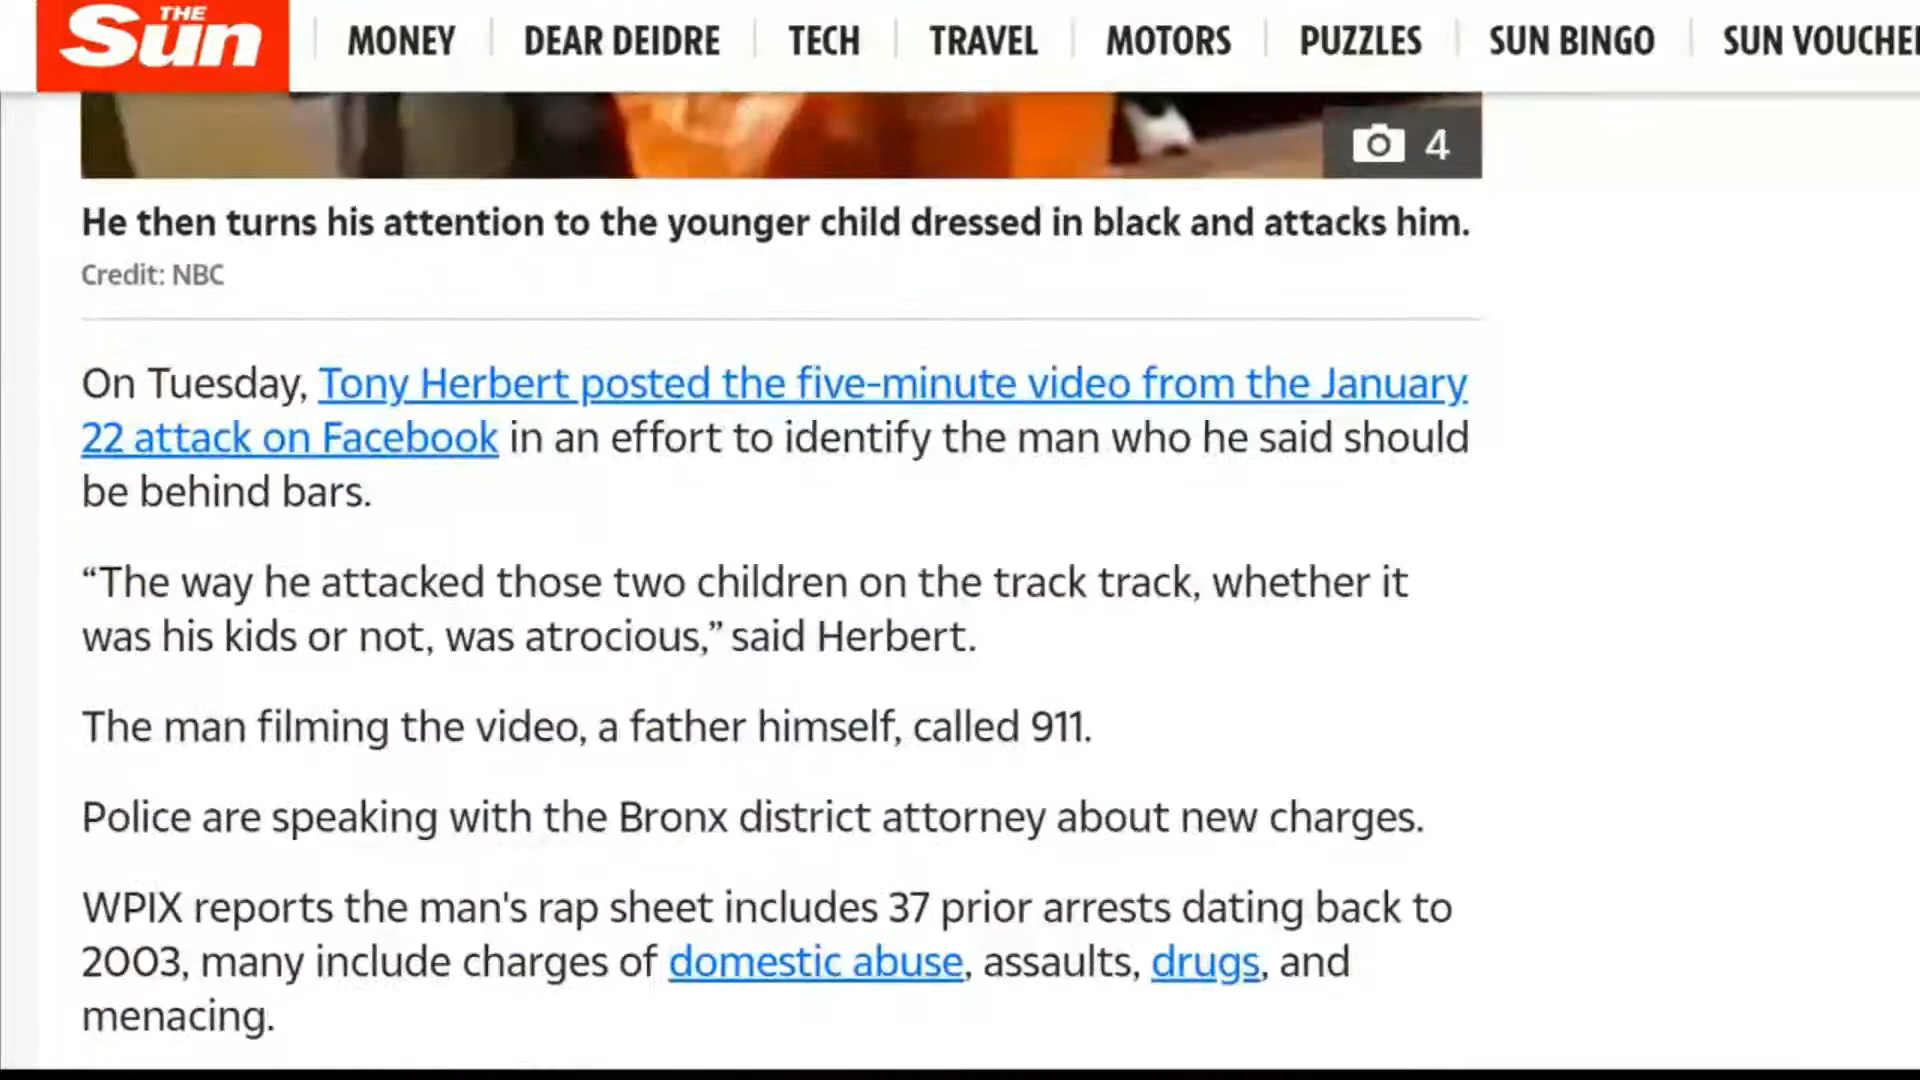 THE Sun MONEY DEAR DEIDRE TECH TRAVEL MOTORS PUZZLES SUN BINGO SUN
4
He then turns his attention to the younger child dressed in black and attacks him.
Credit: NBC
On Tuesday, Tony Herbert posted the five-minute video from the January
22 attack on Facebook in an effort to identify the man who he said should
be behind bars.
“The way he attacked those two children on the track track, whether it
was his kids or not, was atrocious,” said Herbert.
The man filming the video, a father himself, called 911.
Police are speaking with the Bronx district attorney about new charges.
WPIX reports the man's rap sheet includes 37 prior arrests dating back to
2003, many include charges of domestic abuse, assaults, drugs, and
menacing.